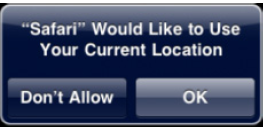 “Safari” Would Like to Use
Your Current Location
Don't Allow
OK